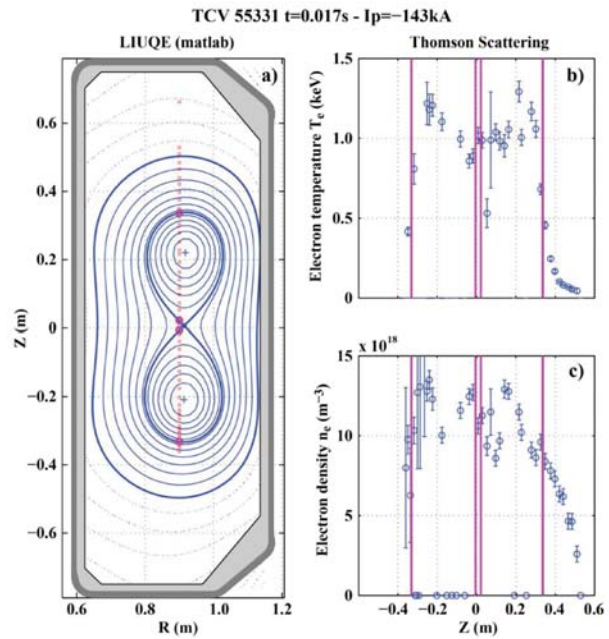 TCV 55331 t=0.017s - Ip=−143kA
LIUQE (matlab)
Thomson Scattering
a)
0.6
0.4
0.2
0
−0.2
−0.4
−0.6
Z (m)
0.6 0.8 1.0 1.2
R (m)
b)
1.5
1.0
0.5
0
Electron temperature Tₑ (keV)
x 10¹⁸
c)
15
10
5
0
Electron density nₑ (m⁻³)
−0.4 −0.2 0 0.2 0.4
Z (m)